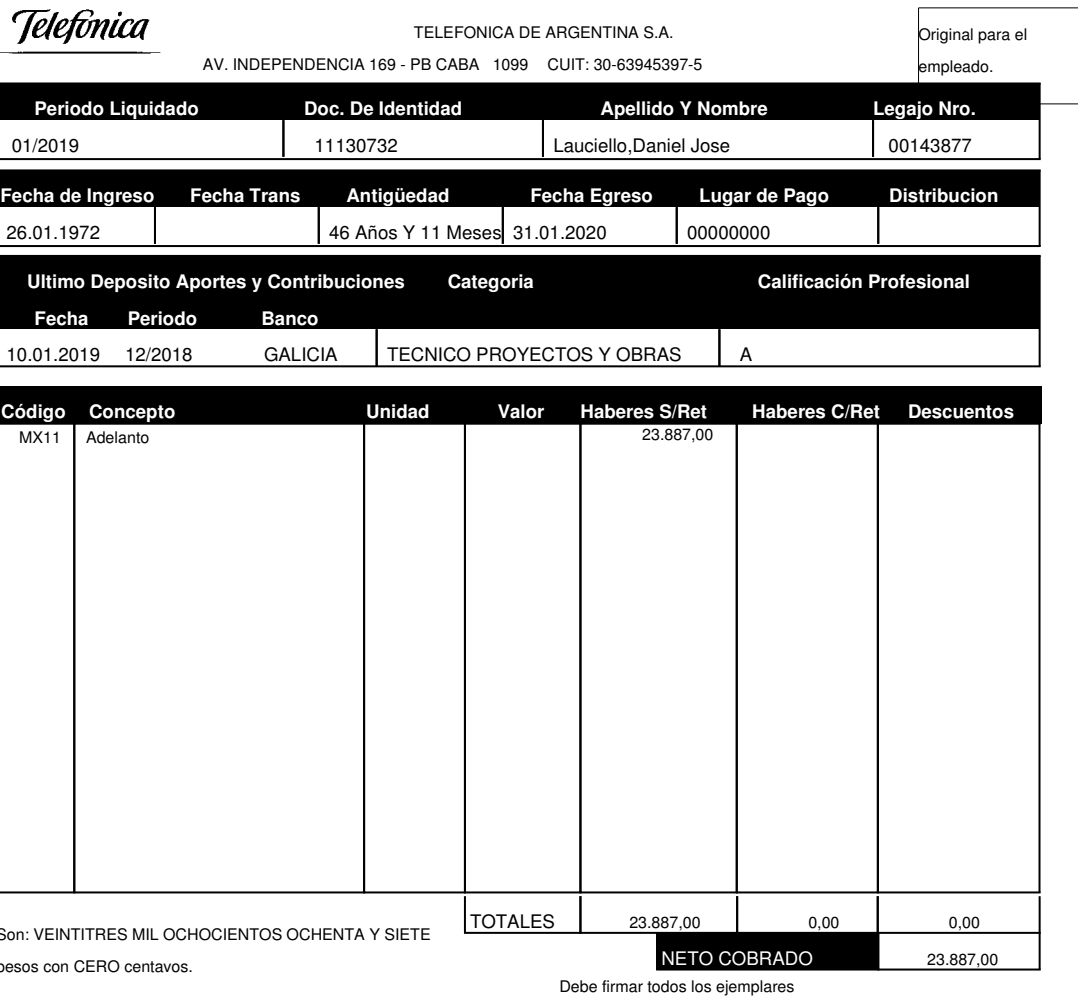 Telefónica
TELEFONICA DE ARGENTINA S.A.
Original para el
AV. INDEPENDENCIA 169 - PB CABA 1099 CUIT: 30-63945397-5
empleado.
Periodo Liquidado Doc. De Identidad Apellido Y Nombre Legajo Nro.
01/2019 11130732 Lauciello,Daniel Jose 00143877
Fecha de Ingreso Fecha Trans Antigüedad Fecha Egreso Lugar de Pago Distribucion
26.01.1972 46 Años Y 11 Meses 31.01.2020 00000000
Ultimo Deposito Aportes y Contribuciones Categoria Calificación Profesional
Fecha Periodo Banco
10.01.2019 12/2018 GALICIA TECNICO PROYECTOS Y OBRAS A
Código Concepto Unidad Valor Haberes S/Ret Haberes C/Ret Descuentos
MX11 Adelanto 23.887,00
TOTALES 23.887,00 0,00 0,00
Son: VEINTITRES MIL OCHOCIENTOS OCHENTA Y SIETE
NETO COBRADO 23.887,00
pesos con CERO centavos.
Debe firmar todos los ejemplares